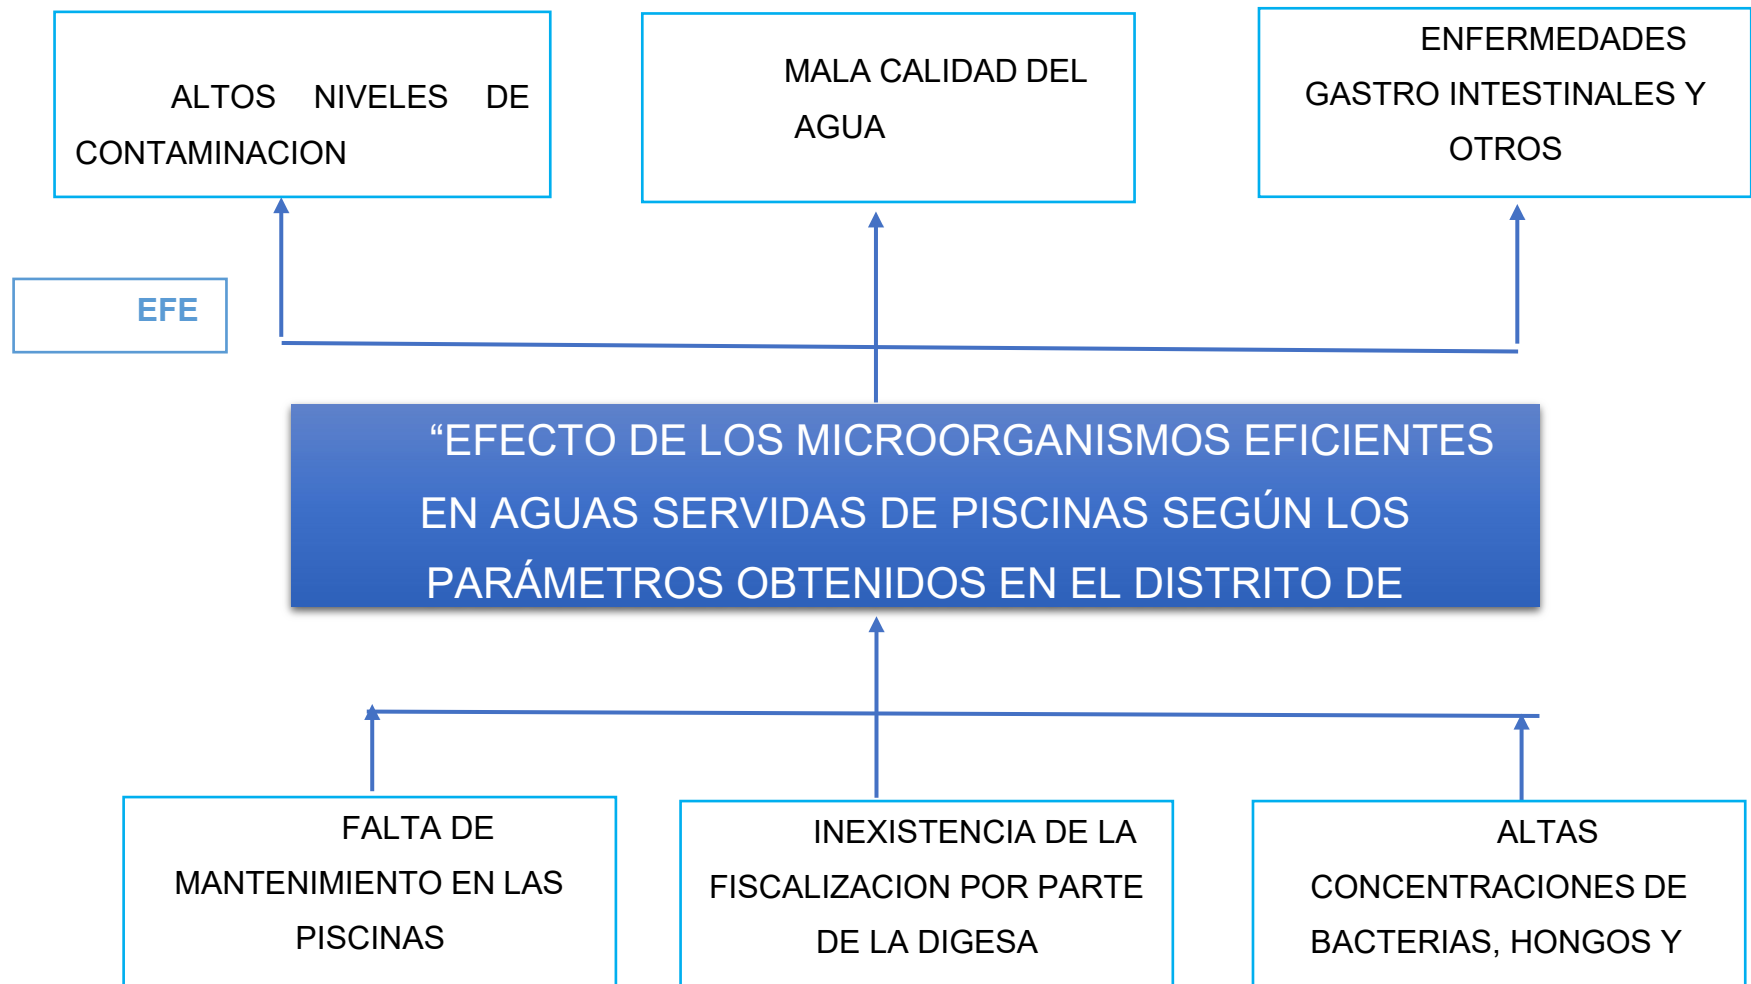 ALTOS NIVELES DE
CONTAMINACION
MALA CALIDAD DEL
AGUA
ENFERMEDADES
GASTRO INTESTINALES Y
OTROS
EFE
“EFECTO DE LOS MICROORGANISMOS EFICIENTES
EN AGUAS SERVIDAS DE PISCINAS SEGÚN LOS
PARÁMETROS OBTENIDOS EN EL DISTRITO DE
FALTA DE
MANTENIMIENTO EN LAS
PISCINAS
INEXISTENCIA DE LA
FISCALIZACION POR PARTE
DE LA DIGESA
ALTAS
CONCENTRACIONES DE
BACTERIAS, HONGOS Y